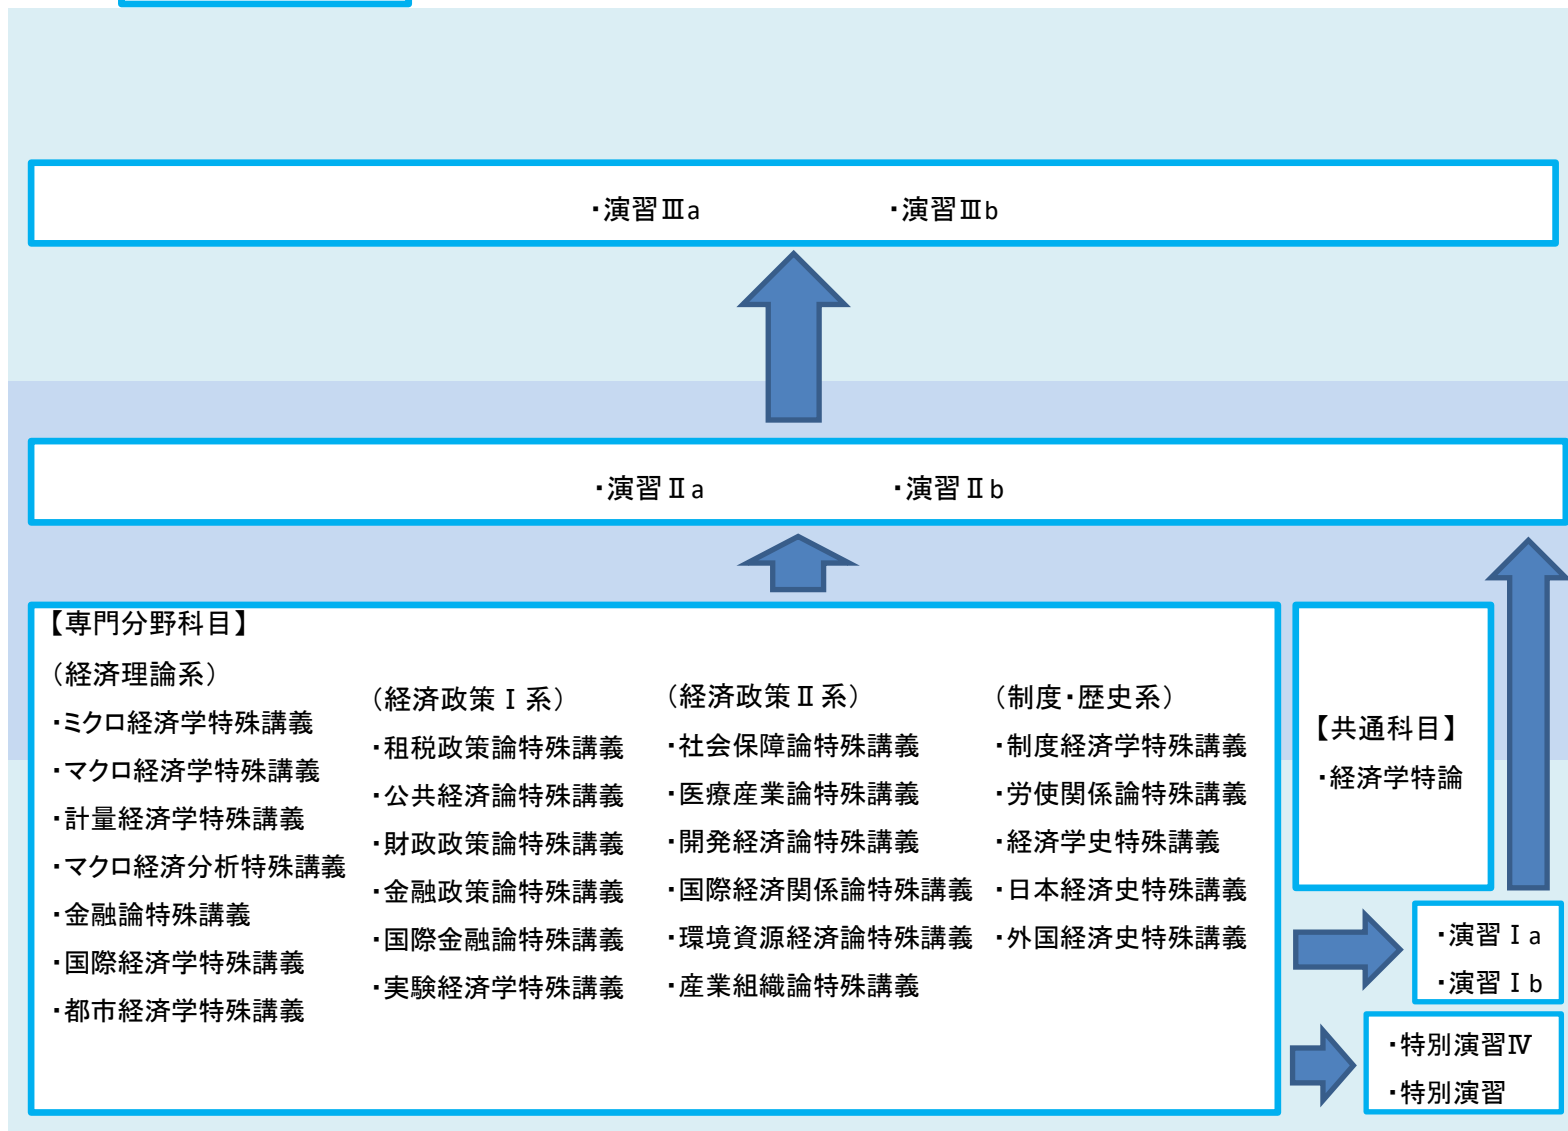 ・演習Ⅲa
・演習Ⅲb
・演習Ⅱa
・演習Ⅱb
【専門分野科目】
（経済理論系）
・ミクロ経済学特殊講義
・マクロ経済学特殊講義
・計量経済学特殊講義
・マクロ経済分析特殊講義
・金融論特殊講義
・国際経済学特殊講義
・都市経済学特殊講義
（経済政策Ⅰ系）
・租税政策論特殊講義
・公共経済論特殊講義
・財政政策論特殊講義
・金融政策論特殊講義
・国際金融論特殊講義
・実験経済学特殊講義
（経済政策Ⅱ系）
・社会保障論特殊講義
・医療産業論特殊講義
・開発経済論特殊講義
・国際経済関係論特殊講義
・環境資源経済論特殊講義
・産業組織論特殊講義
（制度・歴史系）
・制度経済学特殊講義
・労使関係論特殊講義
・経済学史特殊講義
・日本経済史特殊講義
・外国経済史特殊講義
【共通科目】
・経済学特論
・演習Ⅰa
・演習Ⅰb
・特別演習Ⅳ
・特別演習